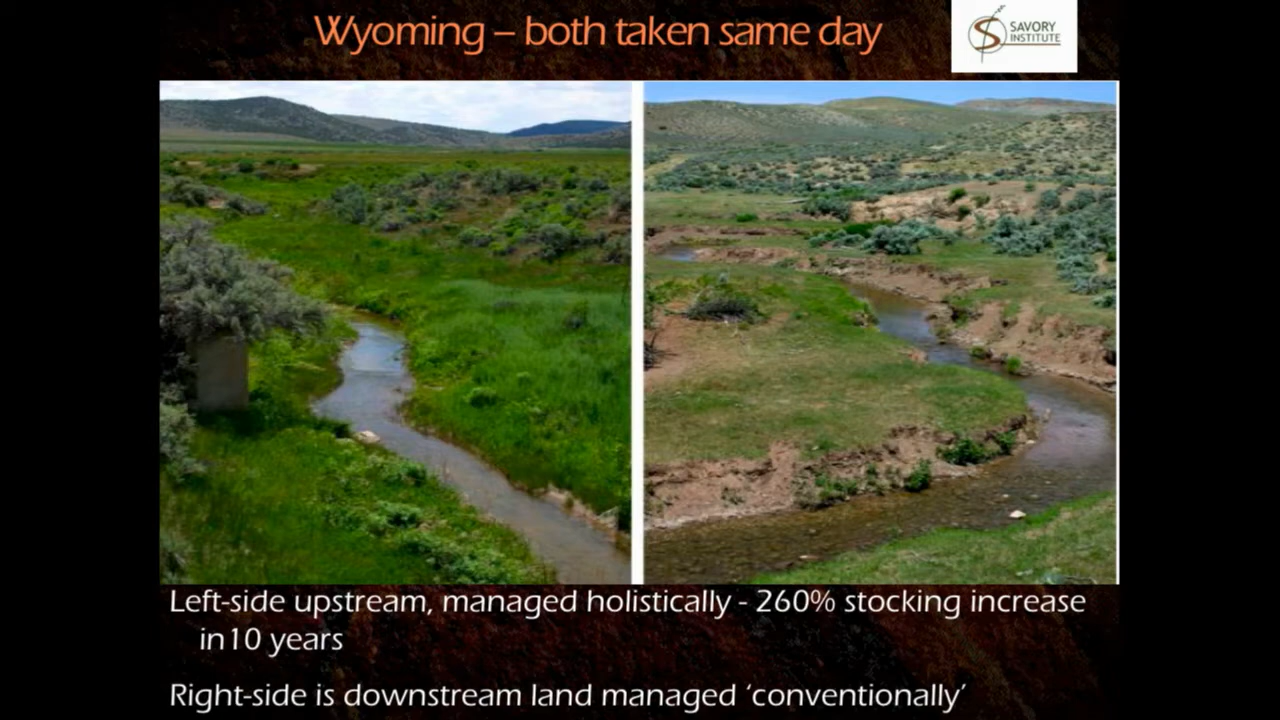 Wyoming – both taken same day
SAVORY
INSTITUTE
Left-side upstream, managed holistically - 260% stocking increase
in10 years
Right-side is downstream land managed ‘conventionally’